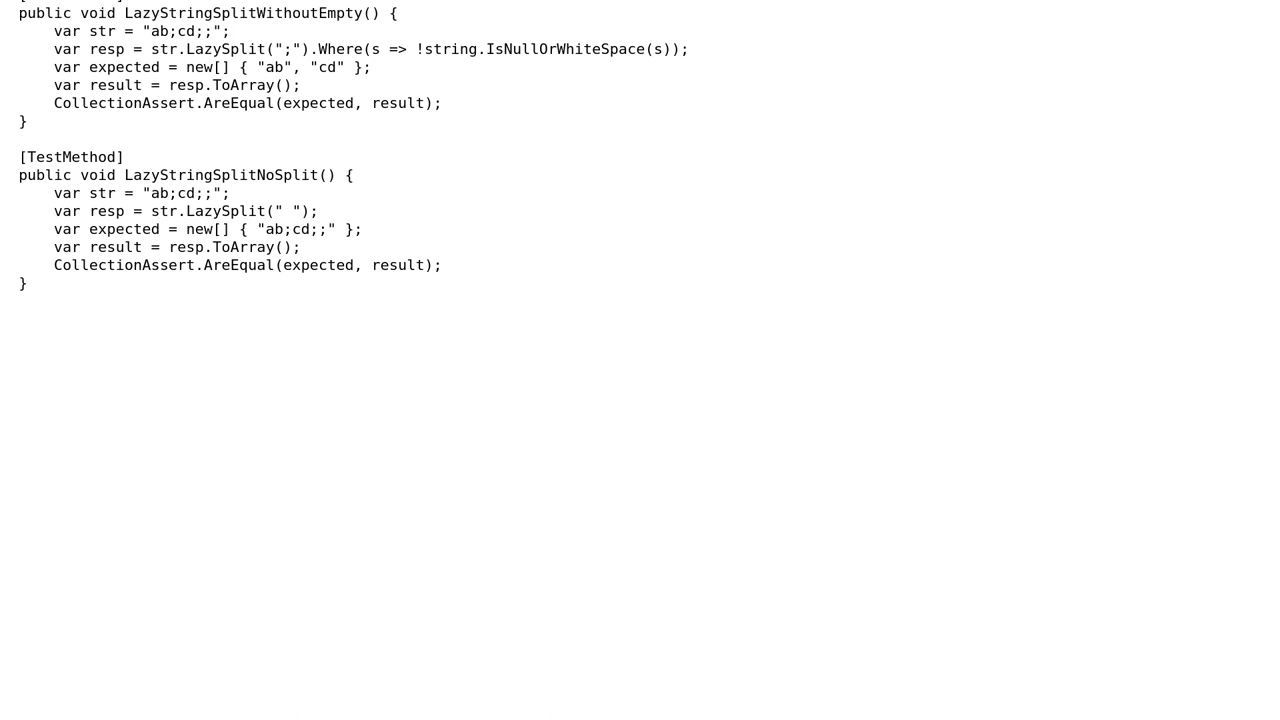 public void LazyStringSplitWithoutEmpty() {
    var str = "ab;cd;;";
    var resp = str.LazySplit(";").Where(s => !string.IsNullOrWhiteSpace(s));
    var expected = new[] { "ab", "cd" };
    var result = resp.ToArray();
    CollectionAssert.AreEqual(expected, result);
}

[TestMethod]
public void LazyStringSplitNoSplit() {
    var str = "ab;cd;;";
    var resp = str.LazySplit(" ");
    var expected = new[] { "ab;cd;;" };
    var result = resp.ToArray();
    CollectionAssert.AreEqual(expected, result);
}